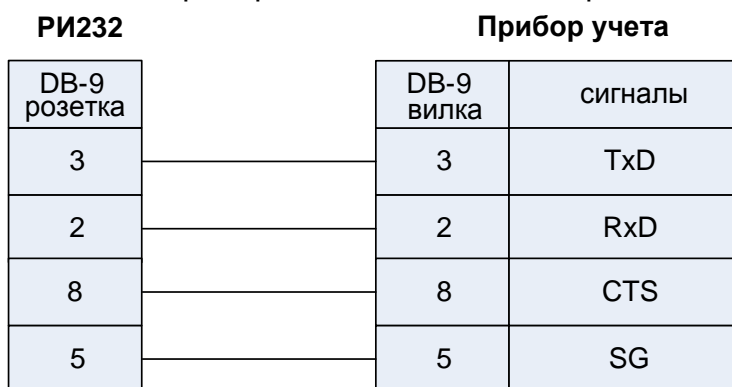 РИ232 Прибор учета
DB-9 розетка DB-9 вилка сигналы
3 3 TxD
2 2 RxD
8 8 CTS
5 5 SG